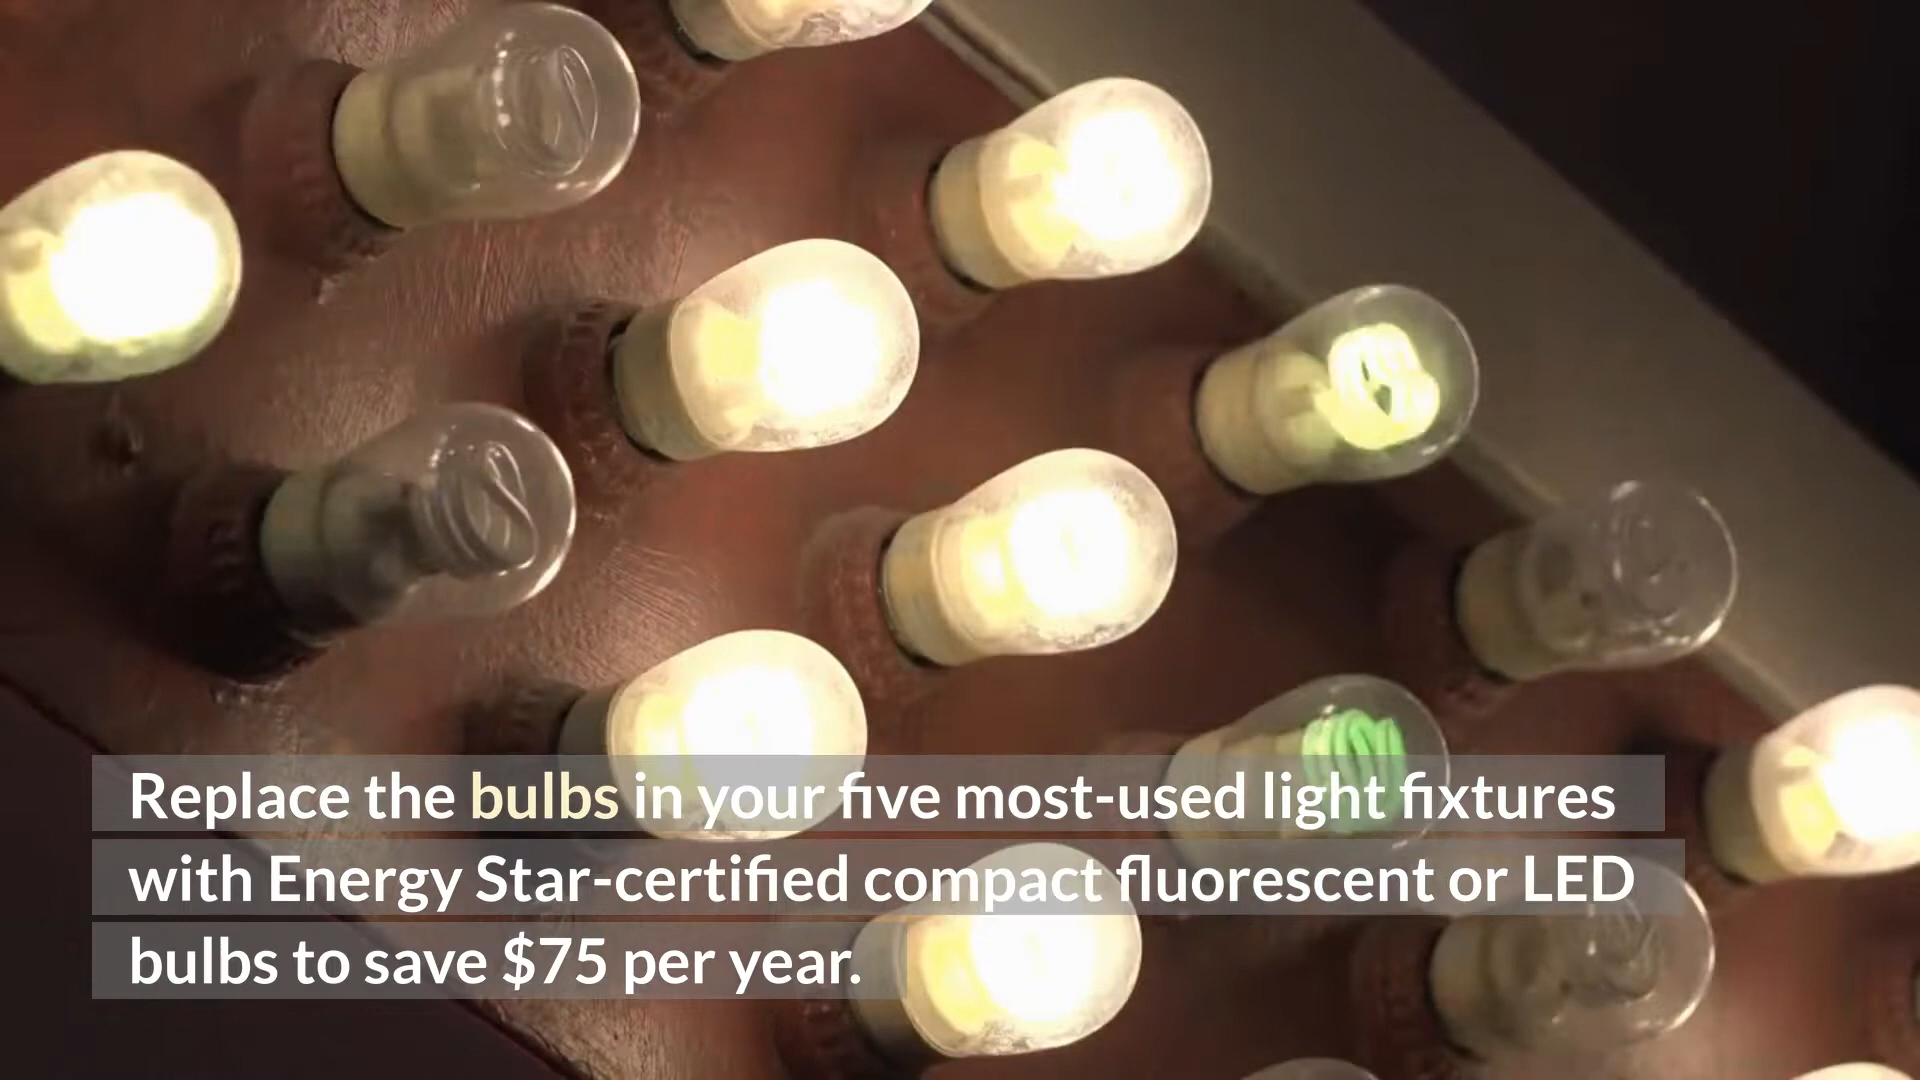 Replace the bulbs in your five most-used light fixtures
with Energy Star-certified compact fluorescent or LED
bulbs to save $75 per year.